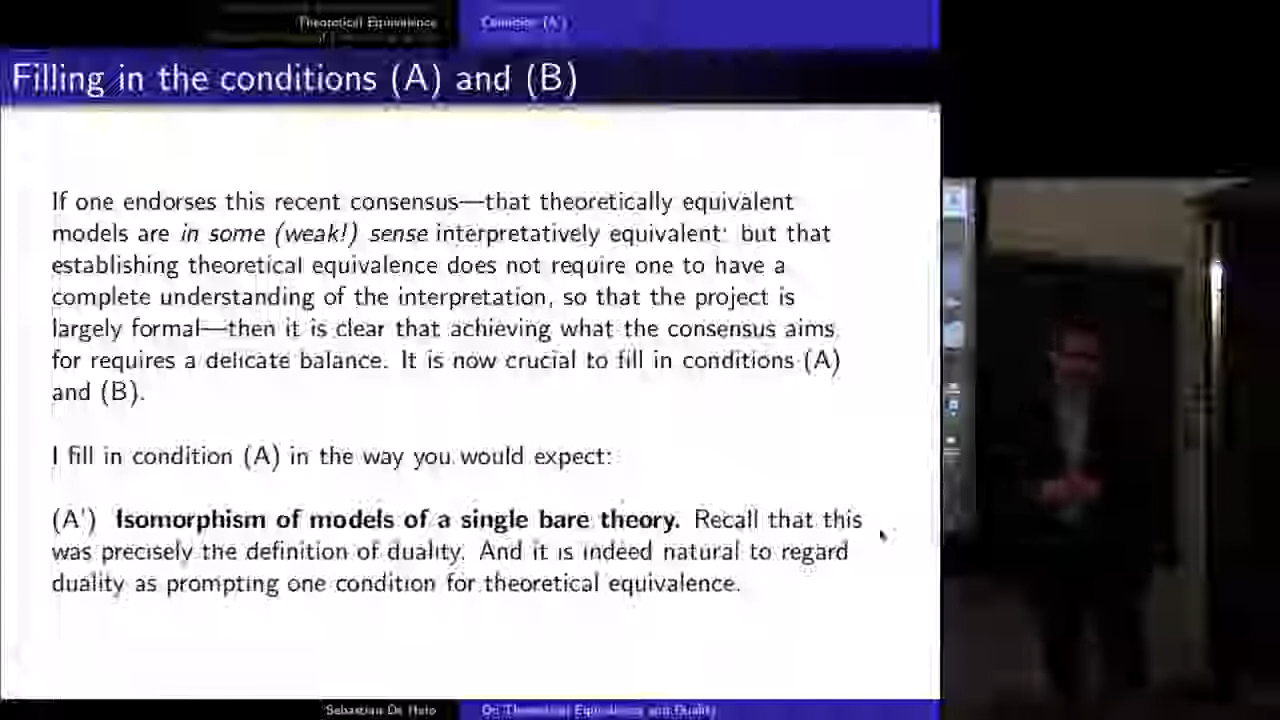 Theoretical Equivalence
Condition (A')
Filling in the conditions (A) and (B)
If one endorses this recent consensus—that theoretically equivalent
models are in some (weak!) sense interpretatively equivalent: but that
establishing theoretical equivalence does not require one to have a
complete understanding of the interpretation, so that the project is
largely formal—then it is clear that achieving what the consensus aims
for requires a delicate balance. It is now crucial to fill in conditions (A)
and (B).
I fill in condition (A) in the way you would expect:
(A') Isomorphism of models of a single bare theory. Recall that this
was precisely the definition of duality. And it is indeed natural to regard
duality as prompting one condition for theoretical equivalence.
Sebastian De Haro
On Theoretical Equivalence and Duality